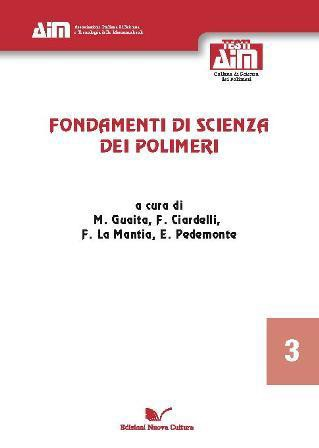 AIM
Associazione Italiana di Scienza
e Tecnologia delle Macromolecole
TESTI
AIM
Collana di Scienza
dei Polimeri
FONDAMENTI DI SCIENZA
DEI POLIMERI
a cura di
M. Guaita, F. Ciardelli,
F. La Mantia, E. Pedemonte
3
Edizioni Nuova Cultura